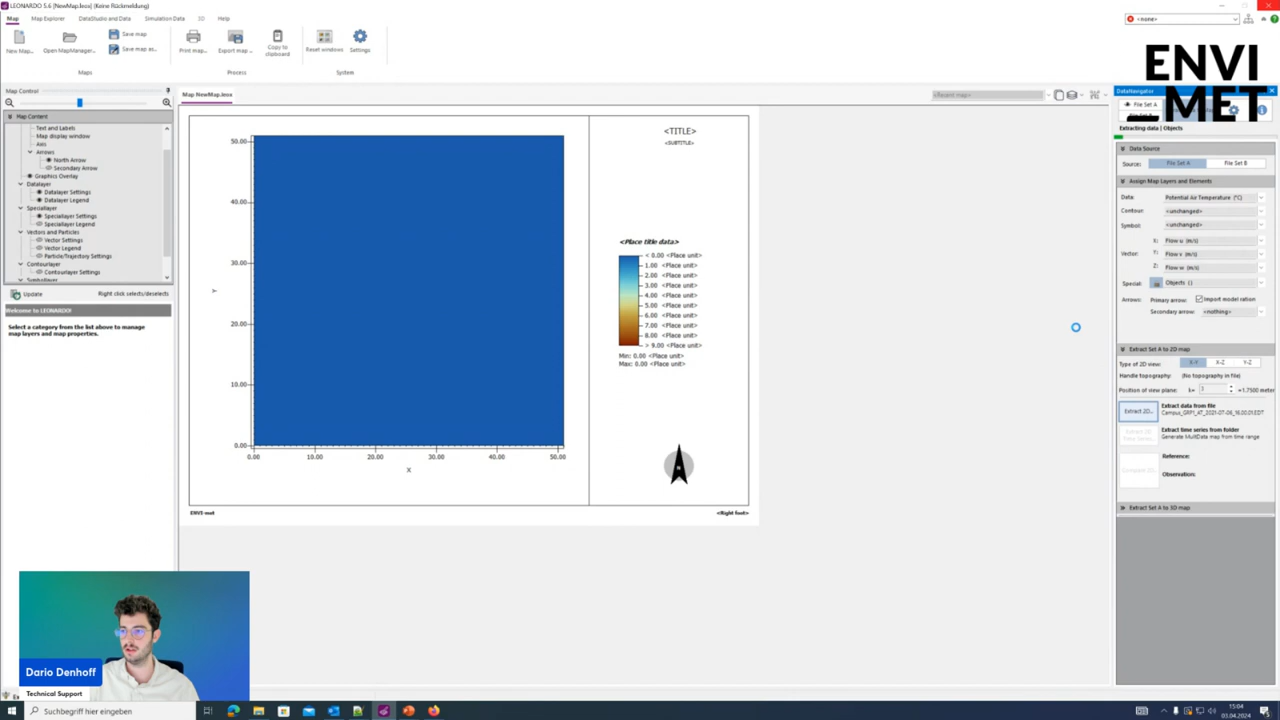 LEONARDO 5.6 [NewMap.leox] (Keine Rückmeldung)
Map
Map Explorer
DataStudio and Data
Simulation Data
3D
Help
<none>
New Map...
Open MapManager...
Save map
Save map as...
Print map...
Export map ...
Copy to clipboard
Reset windows
Settings
Maps
Process
System
ENVI
_MET
Map Control
Map NewMap.leox
<Recent map>
DataNavigator
File Set A
Map Content
Text and Labels
Map display window
Axis
Arrows
North Arrow
Secondary Arrow
Graphics Overlay
Datalayer
Datalayer Settings
Datalayer Legend
Speciallayer
Speciallayer Settings
Speciallayer Legend
Vectors and Particles
Vector Settings
Vector Legend
Particle/Trajectory Settings
Contourlayer
Contourlayer Settings
Symbollayer
Update
Right click selects/deselects
Welcome to LEONARDO!
Select a category from the list above to manage
map layers and map properties.
50.00
40.00
30.00
20.00
10.00
0.00
Y
0.00
10.00
20.00
30.00
40.00
50.00
X
<TITLE>
<SUBTITLE>
<Place title data>
< 0.00 <Place unit>
1.00 <Place unit>
2.00 <Place unit>
3.00 <Place unit>
4.00 <Place unit>
5.00 <Place unit>
6.00 <Place unit>
7.00 <Place unit>
8.00 <Place unit>
> 9.00 <Place unit>
Min: 0.00 <Place unit>
Max: 0.00 <Place unit>
N
ENVI-met
<Right foot>
Extracting data | Objects
Data Source
Source:
File Set A
File Set B
Assign Map Layers and Elements
Data:
Potential Air Temperature (°C)
Contour:
<unchanged>
Symbol:
<unchanged>
Vector:
X:
Flow u (m/s)
Y:
Flow v (m/s)
Z:
Flow w (m/s)
Special:
Objects ()
Arrows:
Primary arrow:
Import model rotation
Secondary arrow:
<nothing>
Extract Set A to 2D map
Type of 2D view:
X-Y
X-Z
Y-Z
Handle topography:
(No topography in file)
Position of view plane:
k=
3
=1.7500 meter
Extract 2D...
Extract data from file
Extract time series from folder
Generate MultiData map from time range
Reference:
Observation:
Extract Set A to 3D map
Dario Denhoff
Technical Support
Suchbegriff hier eingeben
15:04
03.04.2024